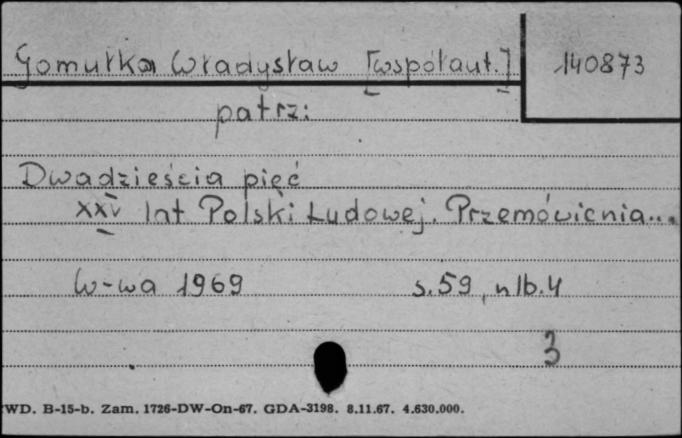 Gomułka Władysław [współaut.] 140873
patrz:
Dwadzieścia pięć
XXV lat Polski Ludowej. Przemówienia...
W-wa 1969 s. 59, nlb. 4
3
WD. B-15-b. Zam. 1726-DW-On-67. GDA-3198. 8.11.67. 4.630.000.